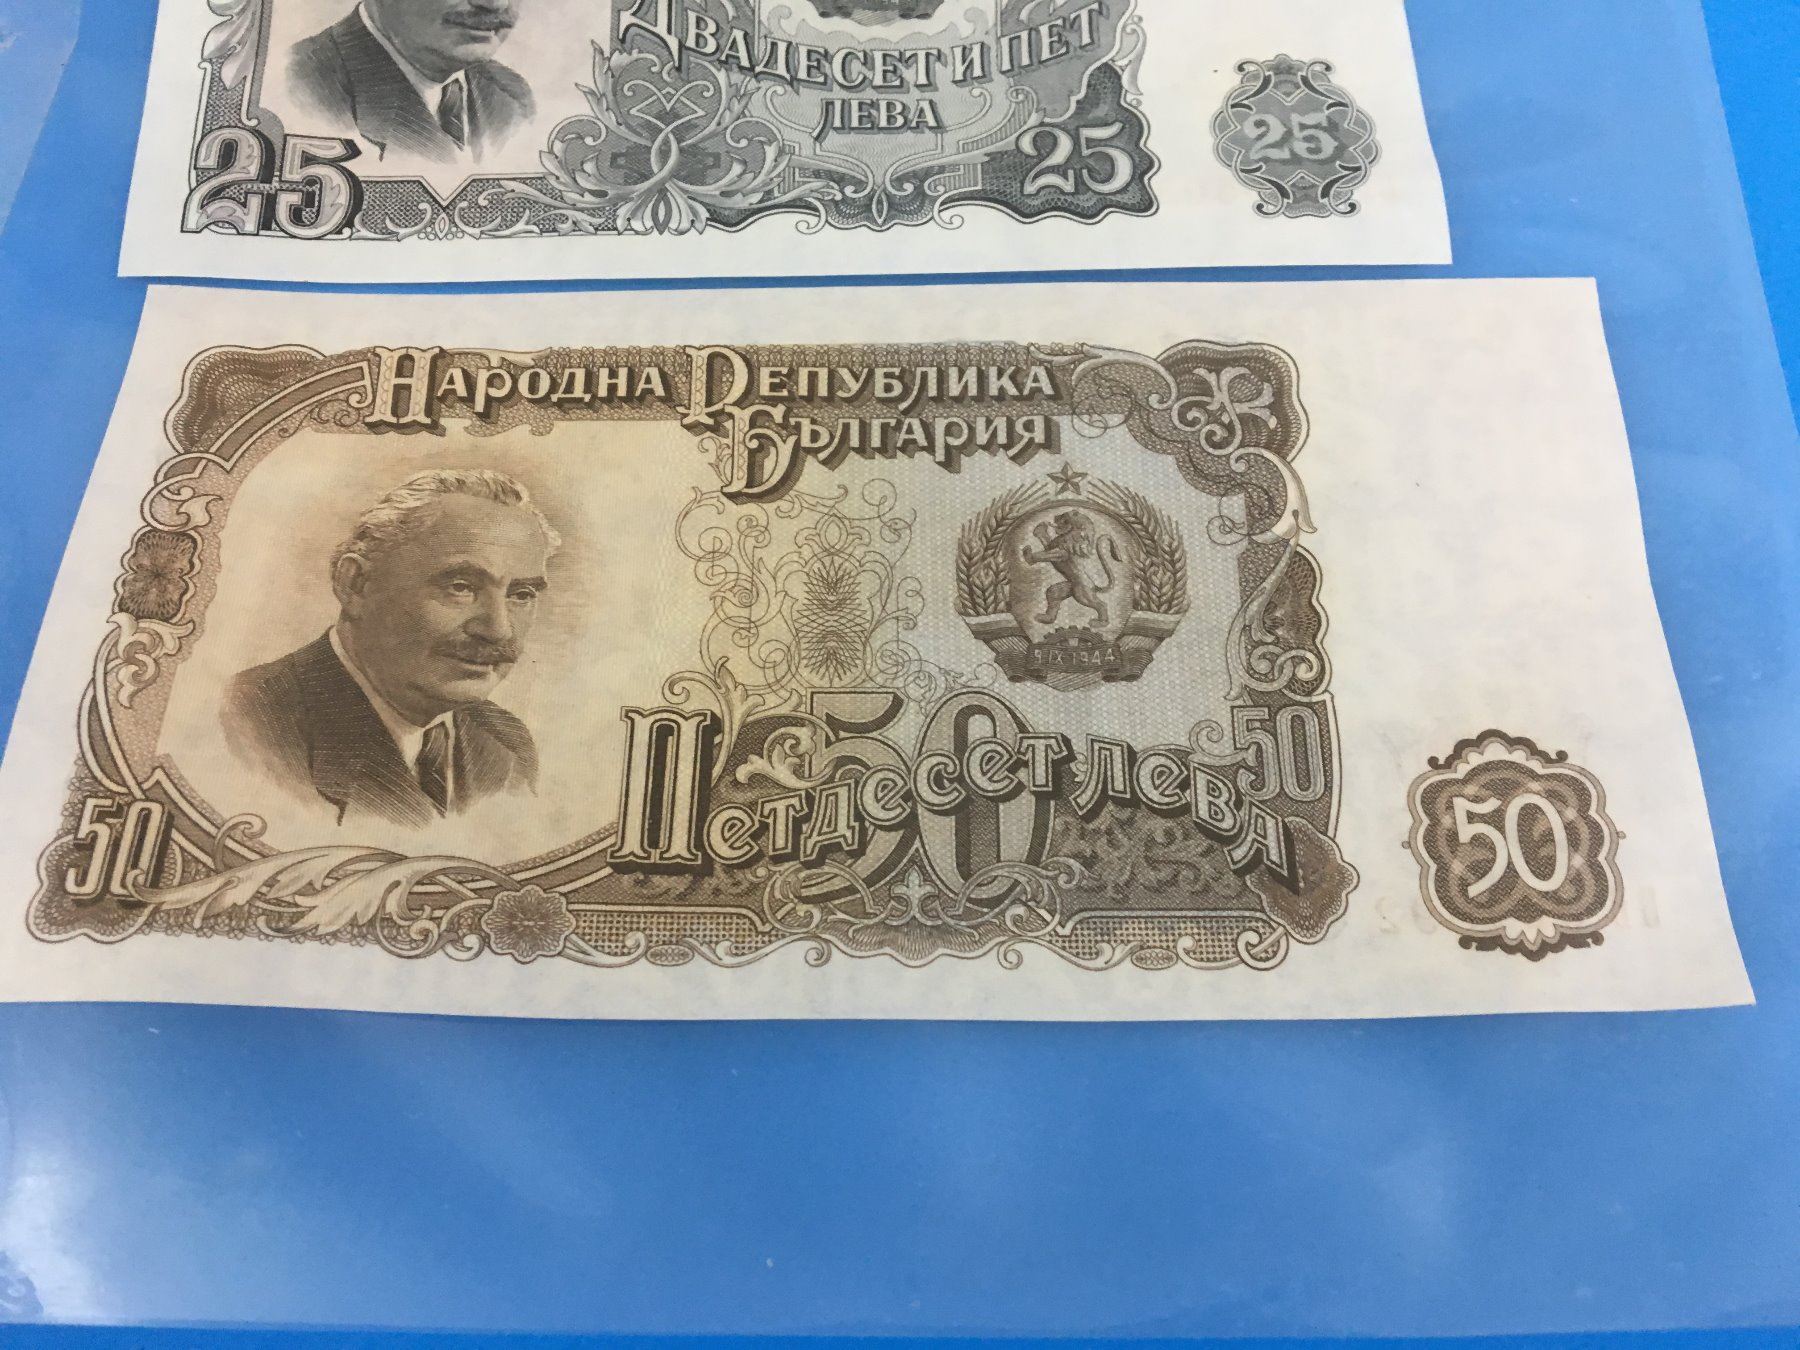 ДВАДЕСЕТ И ПЕТ
ЛЕВА
25
25
25
НАРОДНА РЕПУБЛИКА
БЪЛГАРИЯ
9 IX 1944
50
ПЕТДЕСЕТ ЛЕВА
50
50
50